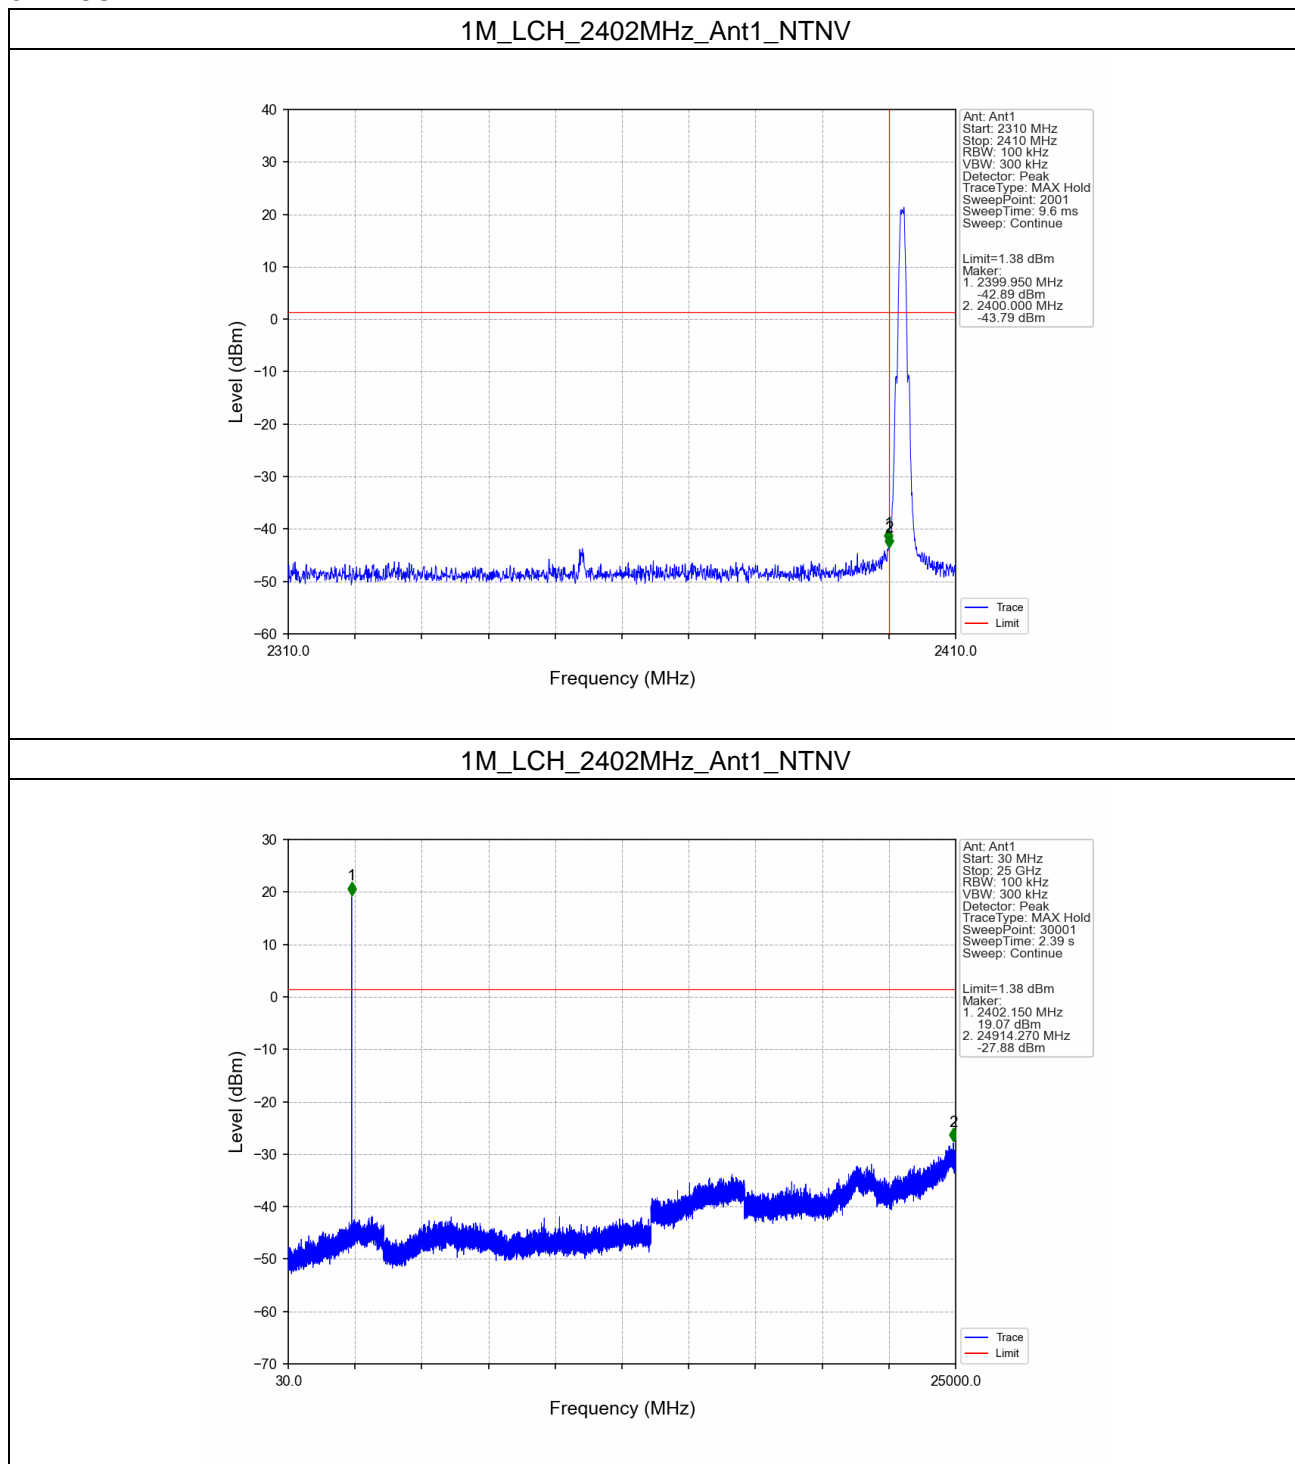 1M_LCH_2402MHz_Ant1_NTNV
40
30
20
10
0
−10
−20
−30
−40
−50
−60
Level (dBm)
2310.0
2410.0
Frequency (MHz)
1
2
Ant: Ant1
Start: 2310 MHz
Stop: 2410 MHz
RBW: 100 kHz
VBW: 300 kHz
Detector: Peak
TraceType: MAX Hold
SweepPoint: 2001
SweepTime: 9.6 ms
Sweep: Continue
Limit=1.38 dBm
Maker:
1. 2399.950 MHz
-42.89 dBm
2. 2400.000 MHz
-43.79 dBm
Trace
Limit
1M_LCH_2402MHz_Ant1_NTNV
30
20
10
0
−10
−20
−30
−40
−50
−60
−70
Level (dBm)
30.0
25000.0
Frequency (MHz)
1
2
Ant: Ant1
Start: 30 MHz
Stop: 25 GHz
RBW: 100 kHz
VBW: 300 kHz
Detector: Peak
TraceType: MAX Hold
SweepPoint: 30001
SweepTime: 2.39 s
Sweep: Continue
Limit=1.38 dBm
Maker:
1. 2402.150 MHz
19.07 dBm
2. 24914.270 MHz
-27.88 dBm
Trace
Limit